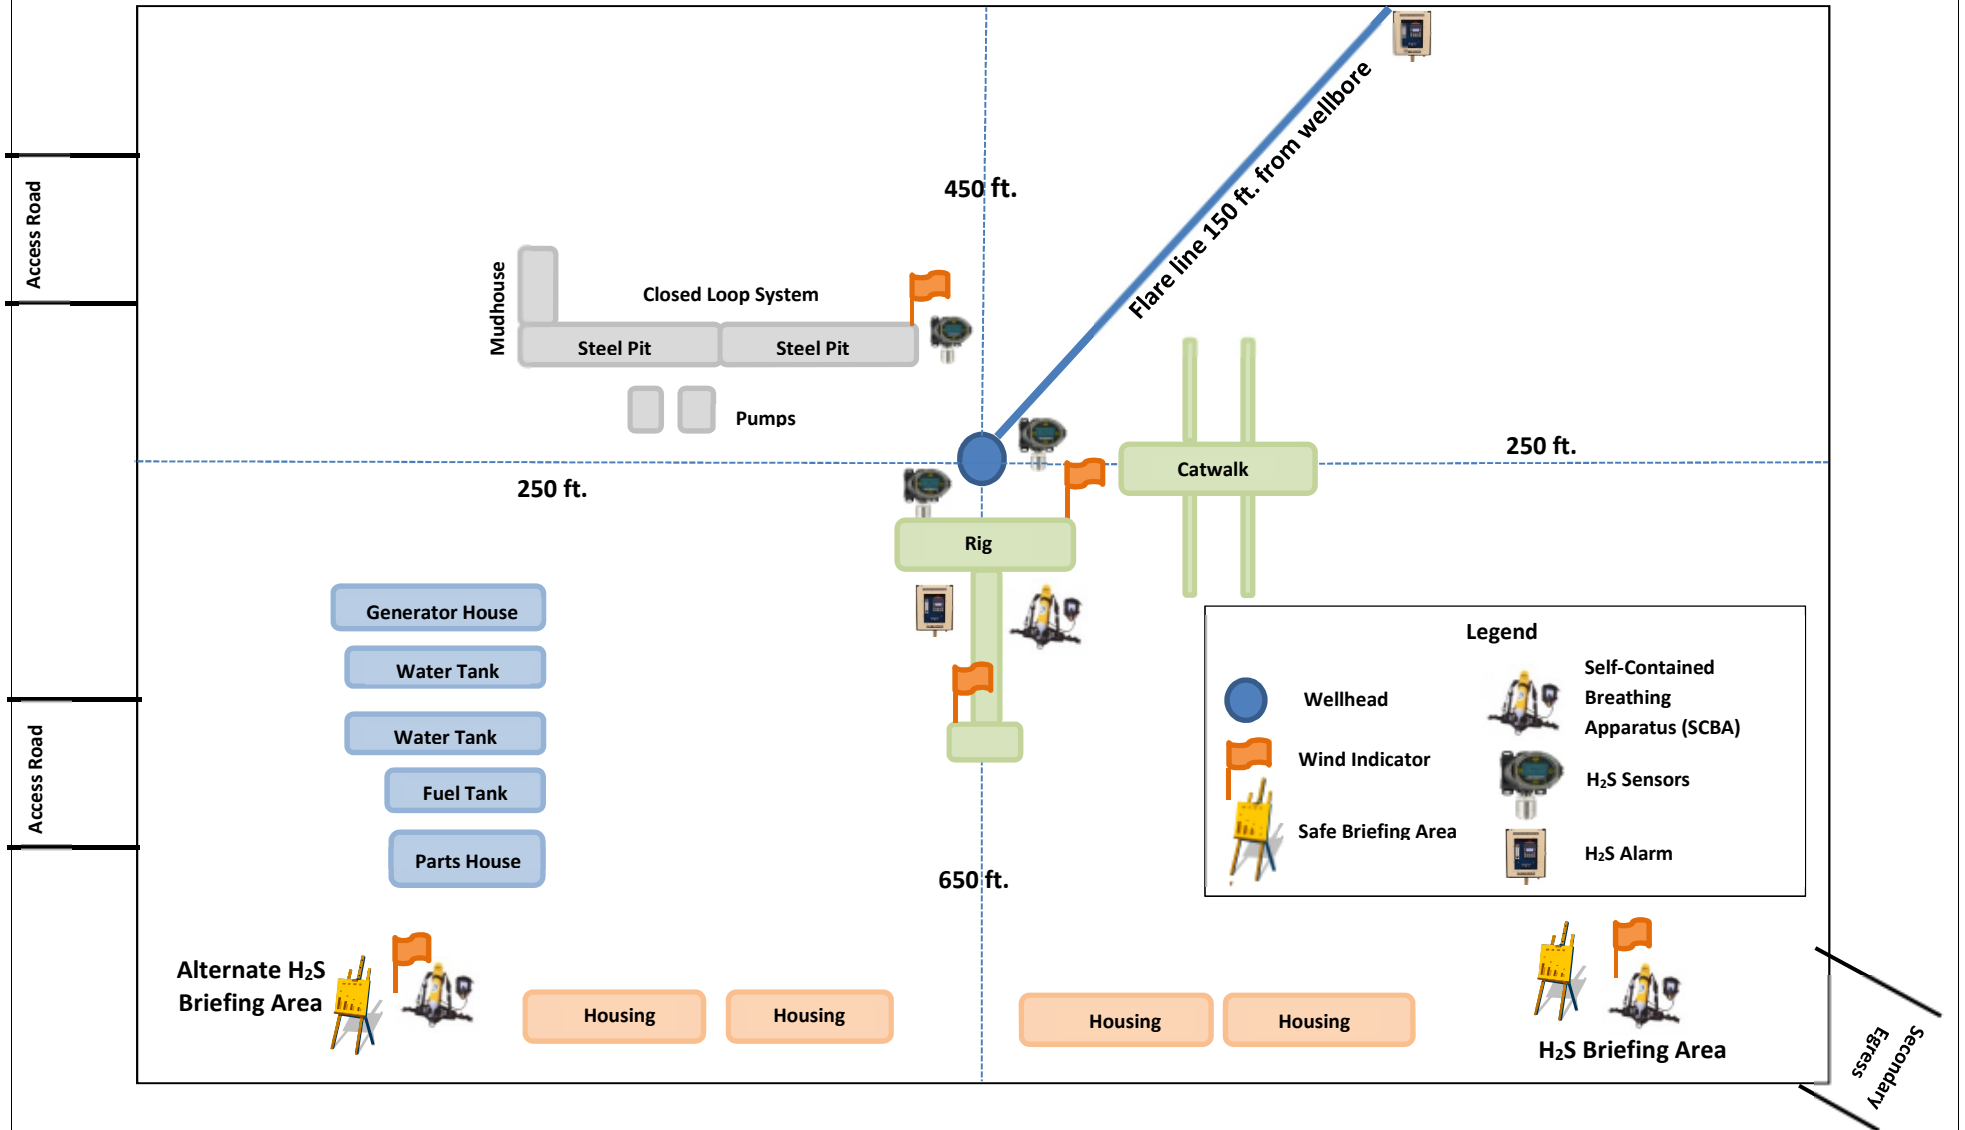 Access Road
450 ft.
Flare line 150 ft. from wellbore
Mudhouse
Closed Loop System
Steel Pit
Steel Pit
Pumps
250 ft.
250 ft.
Catwalk
Rig
Generator House
Water Tank
Water Tank
Fuel Tank
Parts House
Access Road
Legend
Wellhead
Wind Indicator
Safe Briefing Area
Self-Contained
Breathing
Apparatus (SCBA)
H₂S Sensors
H₂S Alarm
650 ft.
Alternate H₂S
Briefing Area
Housing
Housing
Housing
Housing
H₂S Briefing Area
Secondary
Egress